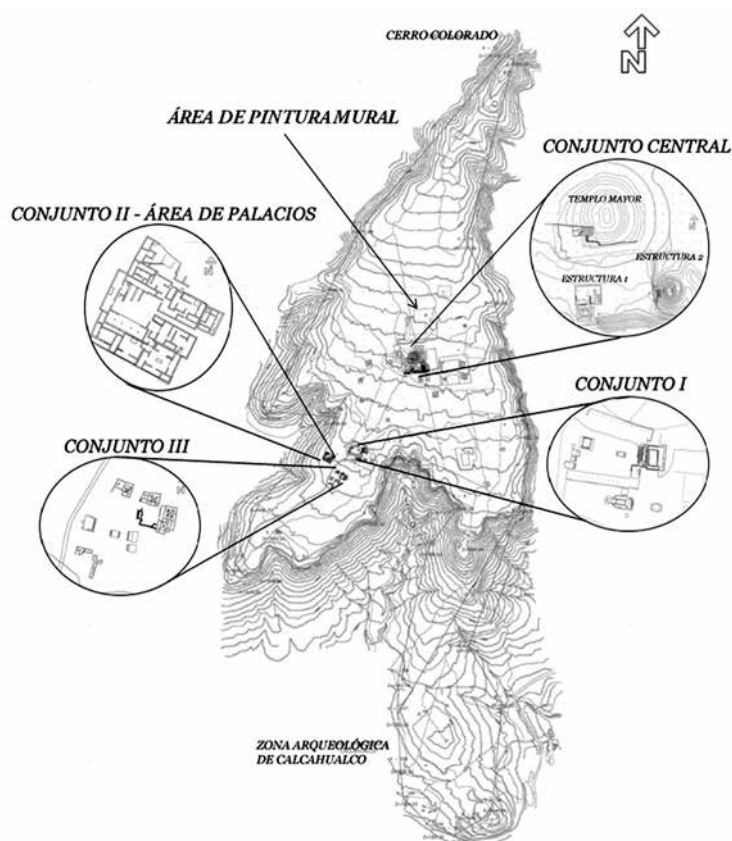 CERRO COLORADO
N
ÁREA DE PINTURA MURAL
CONJUNTO CENTRAL
TEMPLO MAYOR
ESTRUCTURA 2
ESTRUCTURA 1
CONJUNTO II - ÁREA DE PALACIOS
CONJUNTO I
CONJUNTO III
ZONA ARQUEOLÓGICA
DE CALCAHUALCO